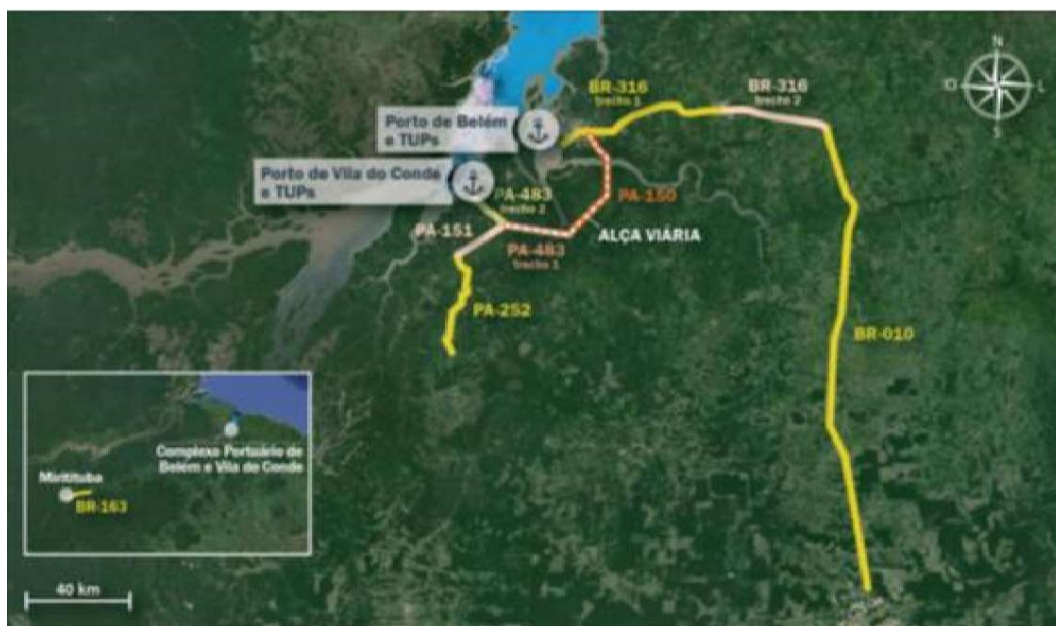 N
O
L
S
BR-316
trecho 1
BR-316
trecho 2
Porto de Belém
e TUPs
Porto de Vila do Conde
e TUPs
PA-483
trecho 2
PA-150
PA-151
ALÇA VIÁRIA
PA-483
trecho 1
PA-252
BR-010
Complexo Portuário de
Belém e Vila do Conde
Miritituba
BR-163
40 km